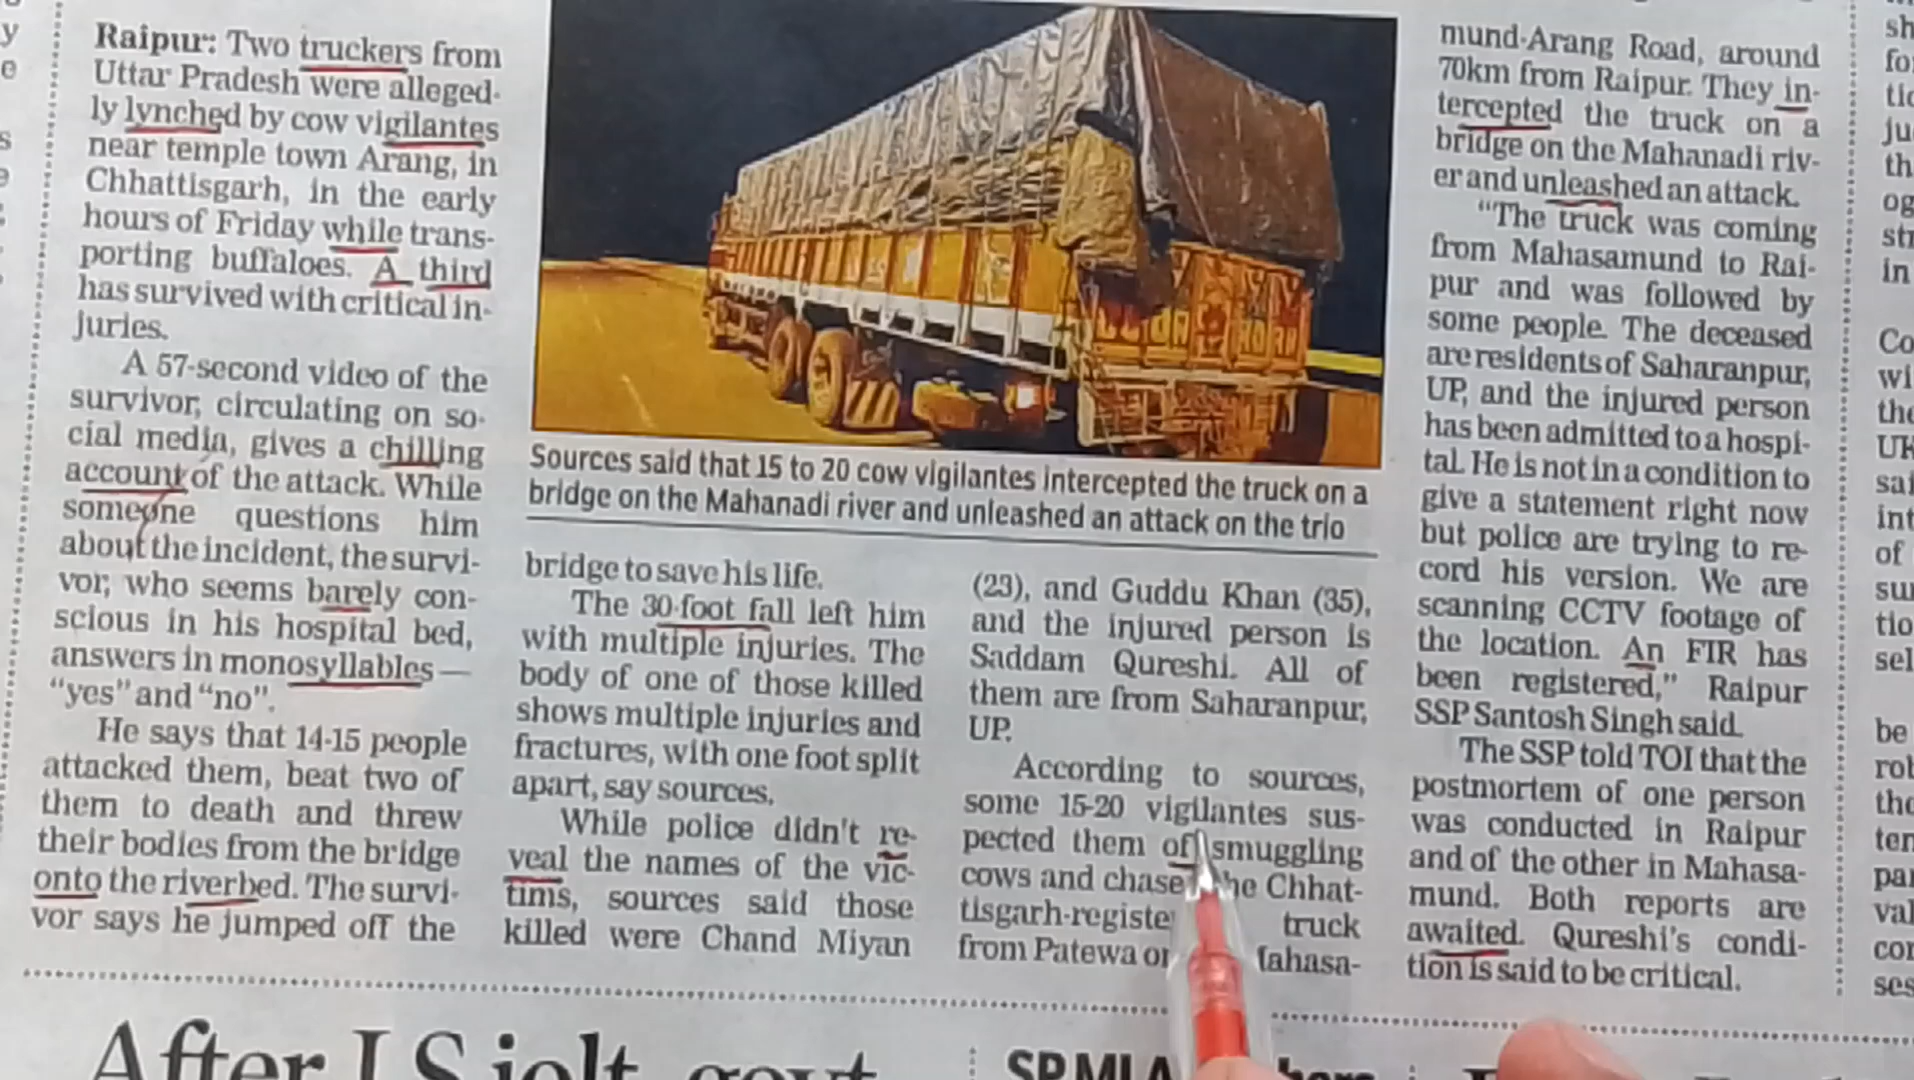 Raipur: Two truckers from
Uttar Pradesh were alleged-
ly lynched by cow vigilantes
near temple town Arang, in
Chhattisgarh, in the early
hours of Friday while trans-
porting buffaloes. A third
has survived with critical in-
juries.
A 57-second video of the
survivor, circulating on so-
cial media, gives a chilling
account of the attack. While
someone questions him
about the incident, the survi-
vor, who seems barely con-
scious in his hospital bed,
answers in monosyllables—
“yes” and “no”.
He says that 14-15 people
attacked them, beat two of
them to death and threw
their bodies from the bridge
onto the riverbed. The survi-
vor says he jumped off the
Sources said that 15 to 20 cow vigilantes intercepted the truck on a
bridge on the Mahanadi river and unleashed an attack on the trio
bridge to save his life.
The 30-foot fall left him
with multiple injuries. The
body of one of those killed
shows multiple injuries and
fractures, with one foot split
apart, say sources.
While police didn't re-
veal the names of the vic-
tims, sources said those
killed were Chand Miyan
(23), and Guddu Khan (35),
and the injured person is
Saddam Qureshi. All of
them are from Saharanpur,
UP.
According to sources,
some 15-20 vigilantes sus-
pected them of smuggling
cows and chase he Chhat-
tisgarh-registe truck
from Patewa on Mahasa-
mund-Arang Road, around
70km from Raipur. They in-
tercepted the truck on a
bridge on the Mahanadi riv-
er and unleashed an attack.
“The truck was coming
from Mahasamund to Rai-
pur and was followed by
some people. The deceased
are residents of Saharanpur,
UP, and the injured person
has been admitted to a hospi-
tal. He is not in a condition to
give a statement right now
but police are trying to re-
cord his version. We are
scanning CCTV footage of
the location. An FIR has
been registered,” Raipur
SSP Santosh Singh said.
The SSP told TOI that the
postmortem of one person
was conducted in Raipur
and of the other in Mahasa-
mund. Both reports are
awaited. Qureshi's condi-
tion is said to be critical.
After LS jolt, govt
SP MLA